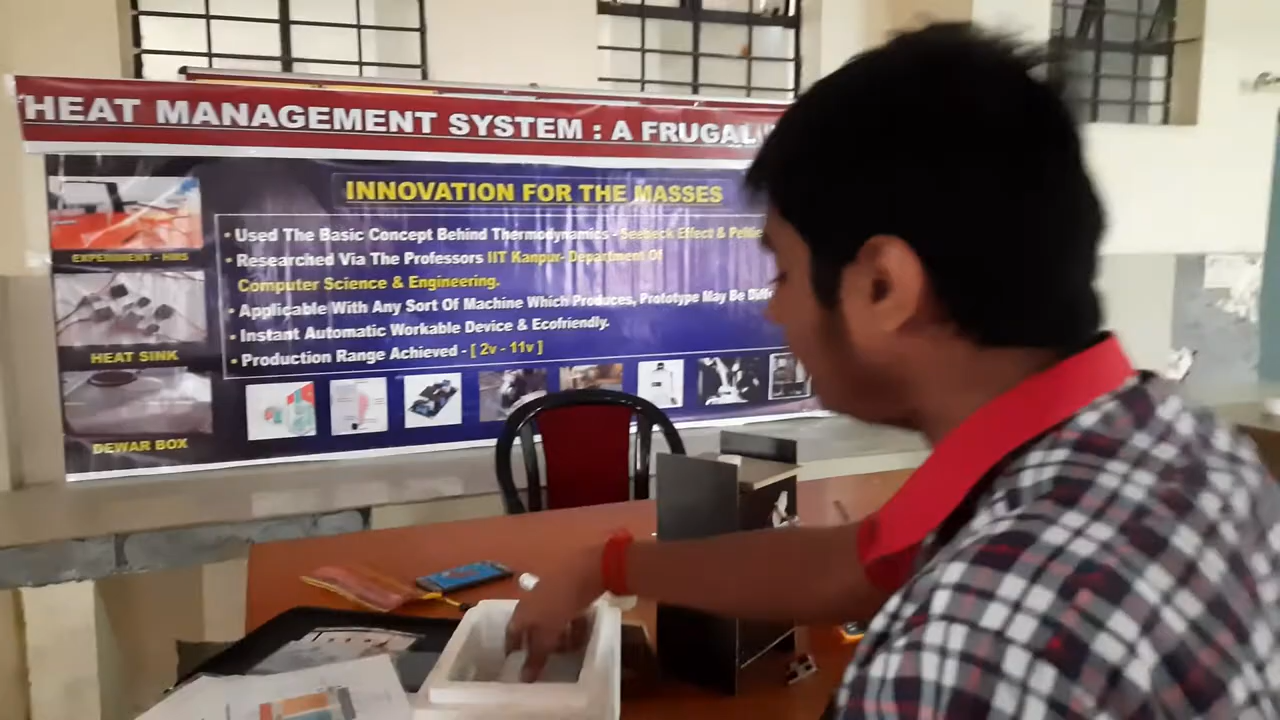 HEAT MANAGEMENT SYSTEM : A FRUGAL
INNOVATION FOR THE MASSES
• Used The Basic Concept Behind Thermodynamics - Seebeck Effect &
• Researched Via The Professors IIT Kanpur- Department Of
Computer Science & Engineering.
• Applicable With Any Sort Of Machine Which Produces, Prototype May Be
• Instant Automatic Workable Device & Ecofriendly.
• Production Range Achieved - [ 2v - 11v ]
EXPERIMENT - HMS
HEAT SINK
DEWAR BOX